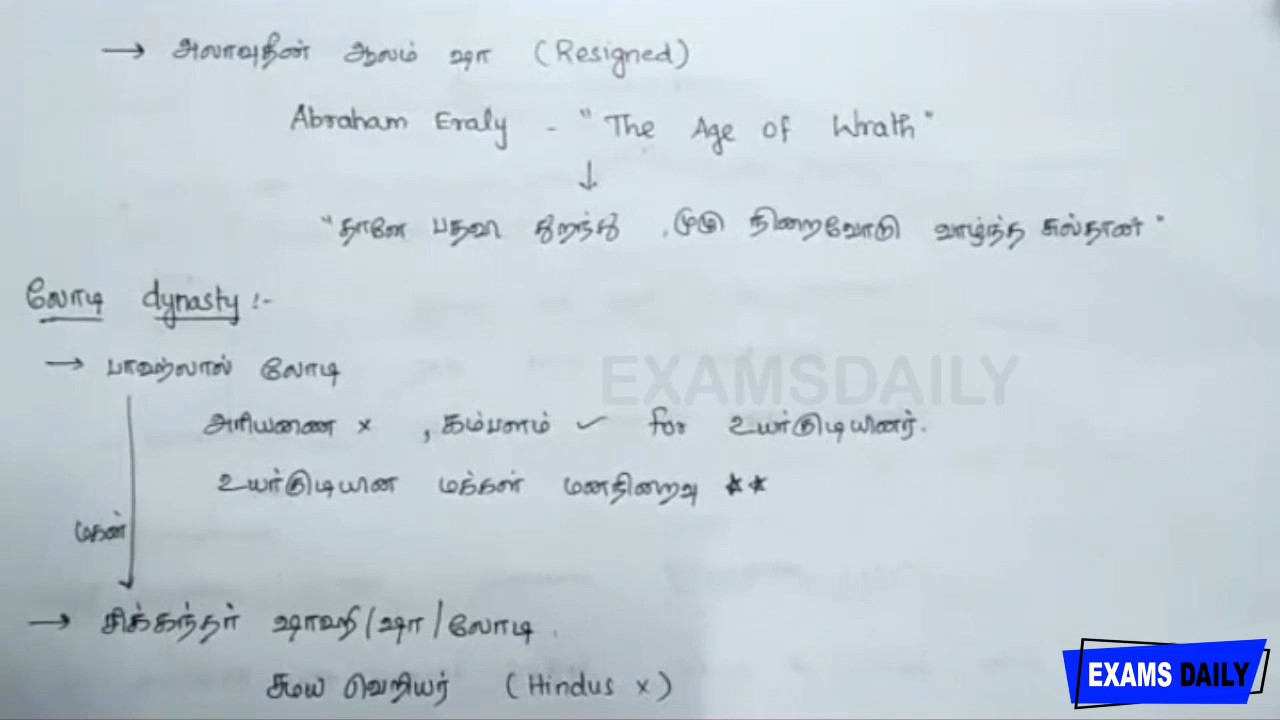 → அலாவுதீன் ஆலம் ஷா (Resigned)
Abraham Eraly - "The Age of Wrath"
↓
"தானே பதவி துறந்து, முழு நிறைவோடு வாழ்ந்த சுல்தான்"
லோடி dynasty :-
→ பாஹ்லால் லோடி
அரியணை x , கம்பளம் ✓ for உயர்குடியினர்.
உயர்குடியின மக்கள் மனநிறைவு **
மகன்
→ சிக்கந்தர் ஷாஹி/ஷா/லோடி.
சமய வெறியர் (Hindus x)
EXAMSDAILY
EXAMS DAILY